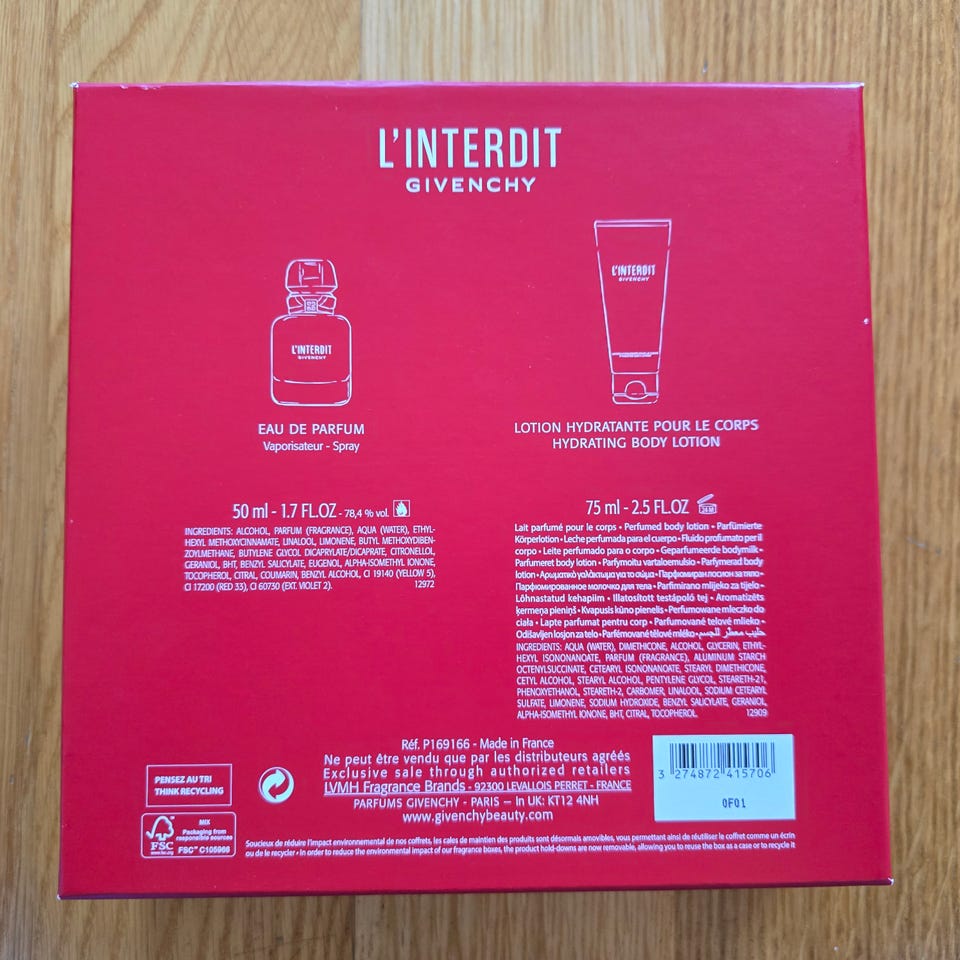 L'INTERDIT
GIVENCHY
L'INTERDIT
GIVENCHY
L'INTERDIT
GIVENCHY
EAU DE PARFUM
Vaporisateur - Spray
LOTION HYDRATANTE POUR LE CORPS
HYDRATING BODY LOTION
50 ml - 1.7 FL.OZ - 78,4 % vol.
INGREDIENTS: ALCOHOL, PARFUM (FRAGRANCE), AQUA (WATER), ETHYL-
HEXYL METHOXYCINNAMATE, LINALOOL, LIMONENE, BUTYL METHOXYDIBEN-
ZOYLMETHANE, BUTYLENE GLYCOL DICAPRYLATE/DICAPRATE, CITRONELLOL,
GERANIOL, BHT, BENZYL SALICYLATE, EUGENOL, ALPHA-ISOMETHYL IONONE,
TOCOPHEROL, CITRAL, COUMARIN, BENZYL ALCOHOL, CI 19140 (YELLOW 5),
CI 17200 (RED 33), CI 60730 (EXT. VIOLET 2). 12972
75 ml - 2.5 FL.OZ 24 M
Lait parfumé pour le corps • Perfumed body lotion • Parfümierte
Körperlotion • Leche perfumada para el cuerpo • Fluido profumato per il
corpo • Leite perfumado para o corpo • Geparfumeerde bodymilk •
Parfumeret body lotion • Parfymoitu vartaloemulsio • Parfymerad body
lotion • Αρωματικό γαλάκτωμα για το σώμα • Парфюмиран лосион за тяло •
Парфюмированное молочко для тела • Parfimirano mlijeko za tijelo •
Lõhnastatud kehapiim • Illatosított testápoló tej • Aromatizēts
ķermeņa pieniņš • Kvapusis kūno pienelis • Perfumowane mleczko do
ciała • Lapte parfumat pentru corp • Parfumované telové mlieko •
Odišavljen losjon za telo • Parfémované tělové mléko • حليب معطر للجسم
INGREDIENTS: AQUA (WATER), DIMETHICONE, ALCOHOL, GLYCERIN, ETHYL-
HEXYL ISONONANOATE, PARFUM (FRAGRANCE), ALUMINUM STARCH
OCTENYLSUCCINATE, CETEARYL ISONONANOATE, STEARYL DIMETHICONE,
CETYL ALCOHOL, STEARYL ALCOHOL, PENTYLENE GLYCOL, STEARETH-21,
PHENOXYETHANOL, STEARETH-2, CARBOMER, LINALOOL, SODIUM CETEARYL
SULFATE, LIMONENE, SODIUM HYDROXIDE, BENZYL SALICYLATE, GERANIOL,
ALPHA-ISOMETHYL IONONE, BHT, CITRAL, TOCOPHEROL. 12909
Réf. P169166 - Made in France
Ne peut être vendu que par les distributeurs agréés
Exclusive sale through authorized retailers
LVMH Fragrance Brands - 92300 LEVALLOIS PERRET - FRANCE
PARFUMS GIVENCHY - PARIS – In UK: KT12 4NH
www.givenchybeauty.com
PENSEZ AU TRI
THINK RECYCLING
FSC
www.fsc.org
MIX
Packaging from
responsible sources
FSC™ C105966
3 274872 415706
0F01
Soucieux de réduire l'impact environnemental de nos coffrets, les cales de maintien des produits sont désormais amovibles, vous permettant ainsi de réutiliser le coffret comme un écrin
ou de le recycler • In order to reduce the environmental impact of our fragrance boxes, the product hold-downs are now removable, allowing you to reuse the box as a case or to recycle it